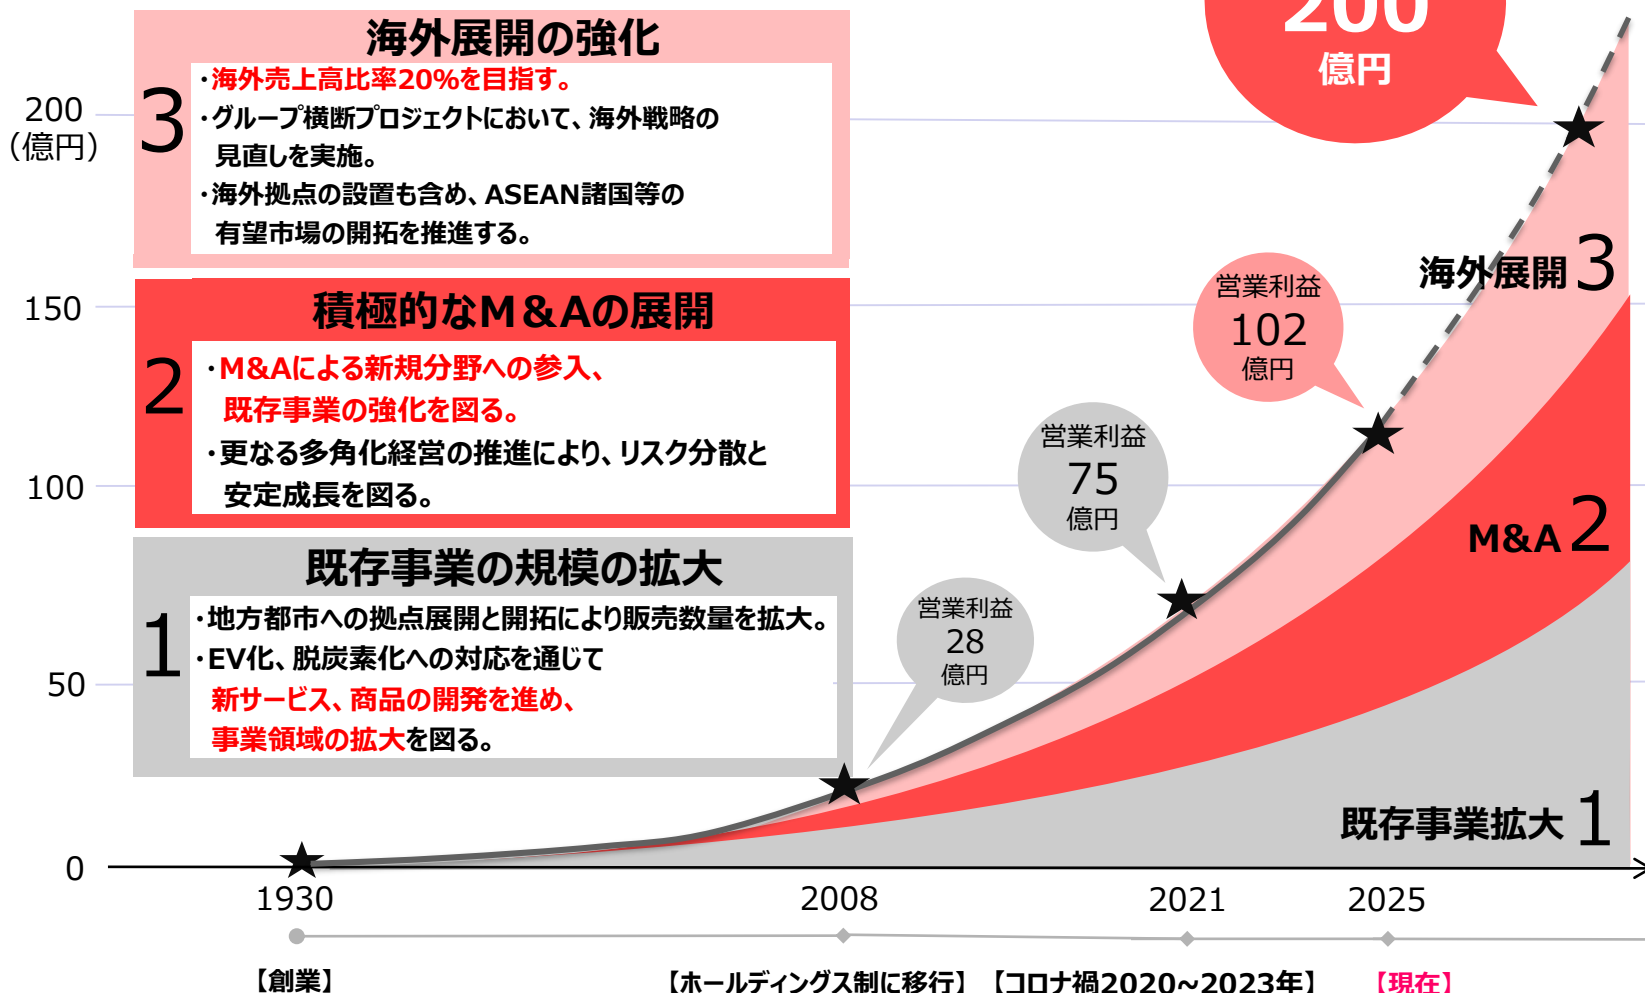 200
億円
海外展開の強化
3
・海外売上高比率20%を目指す。
・グループ横断プロジェクトにおいて、海外戦略の
見直しを実施。
・海外拠点の設置も含め、ASEAN諸国等の
有望市場の開拓を推進する。
積極的なM&Aの展開
2
・M&Aによる新規分野への参入、
既存事業の強化を図る。
・更なる多角化経営の推進により、リスク分散と
安定成長を図る。
既存事業の規模の拡大
1
・地方都市への拠点展開と開拓により販売数量を拡大。
・EV化、脱炭素化への対応を通じて
新サービス、商品の開発を進め、
事業領域の拡大を図る。
200
（億円）
150
100
50
0
営業利益
28
億円
営業利益
75
億円
営業利益
102
億円
海外展開 3
M&A 2
既存事業拡大 1
1930
2008
2021
2025
【創業】
【ホールディングス制に移行】
【コロナ禍2020~2023年】
【現在】